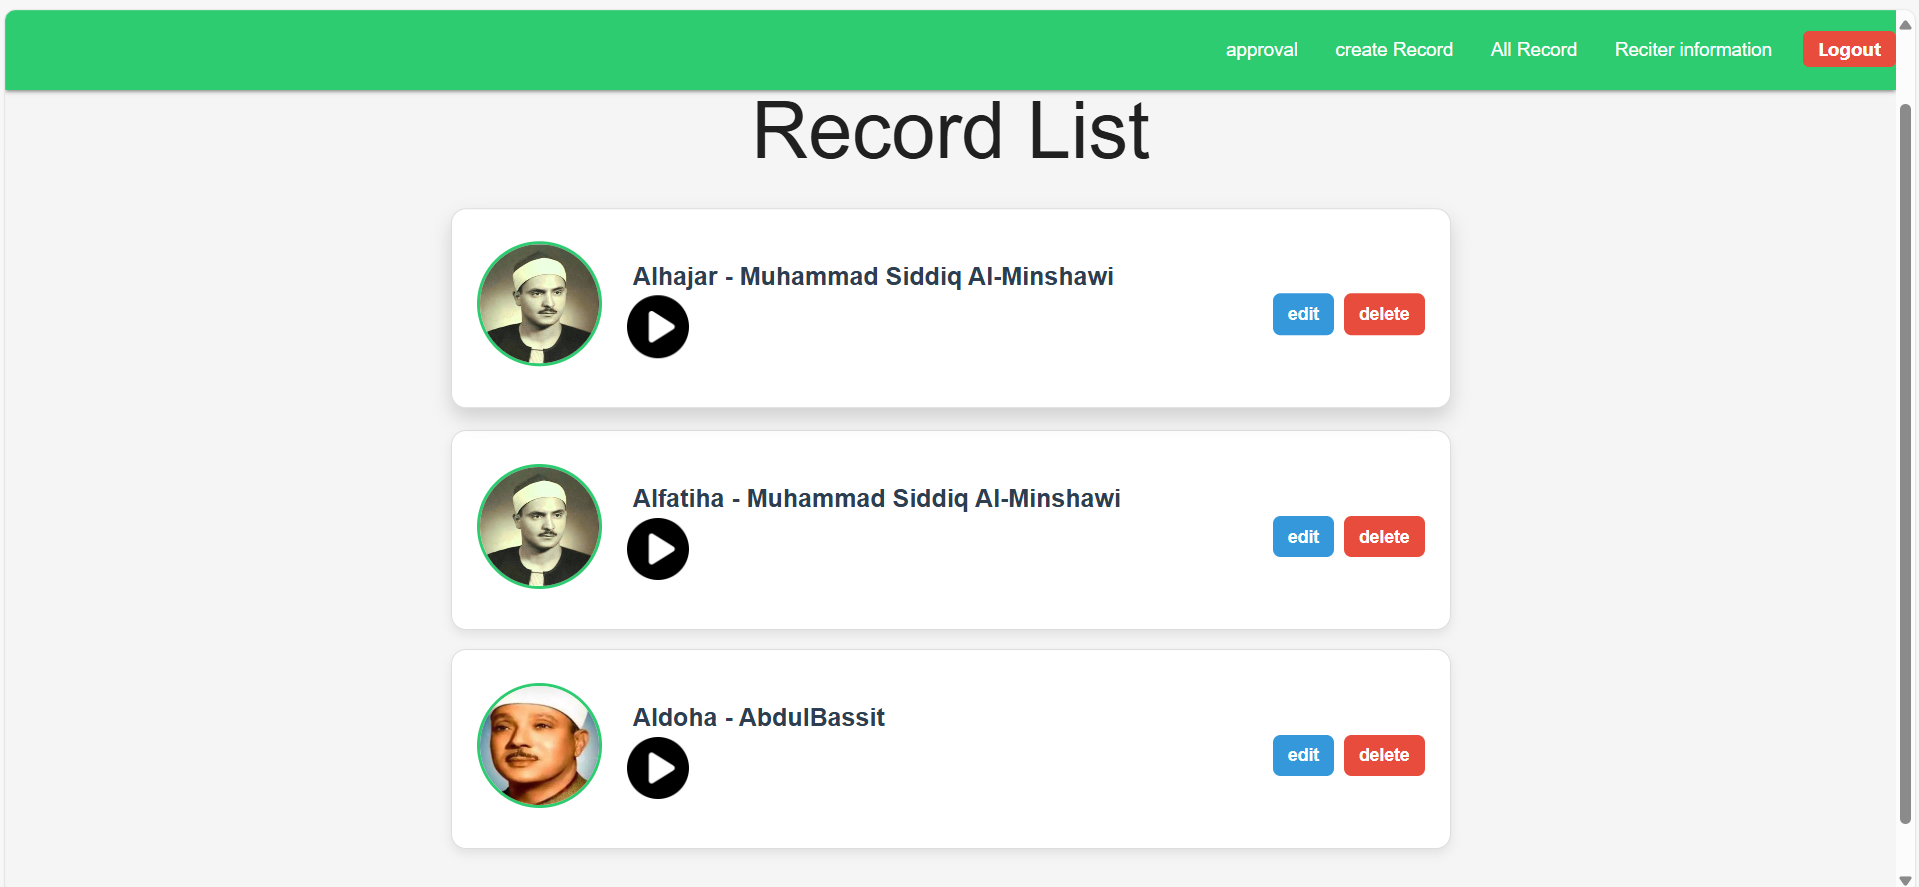 approval create Record All Record Reciter information Logout
Record List
Alhajar - Muhammad Siddiq Al-Minshawi
edit delete
Alfatiha - Muhammad Siddiq Al-Minshawi
edit delete
Aldoha - AbdulBassit
edit delete